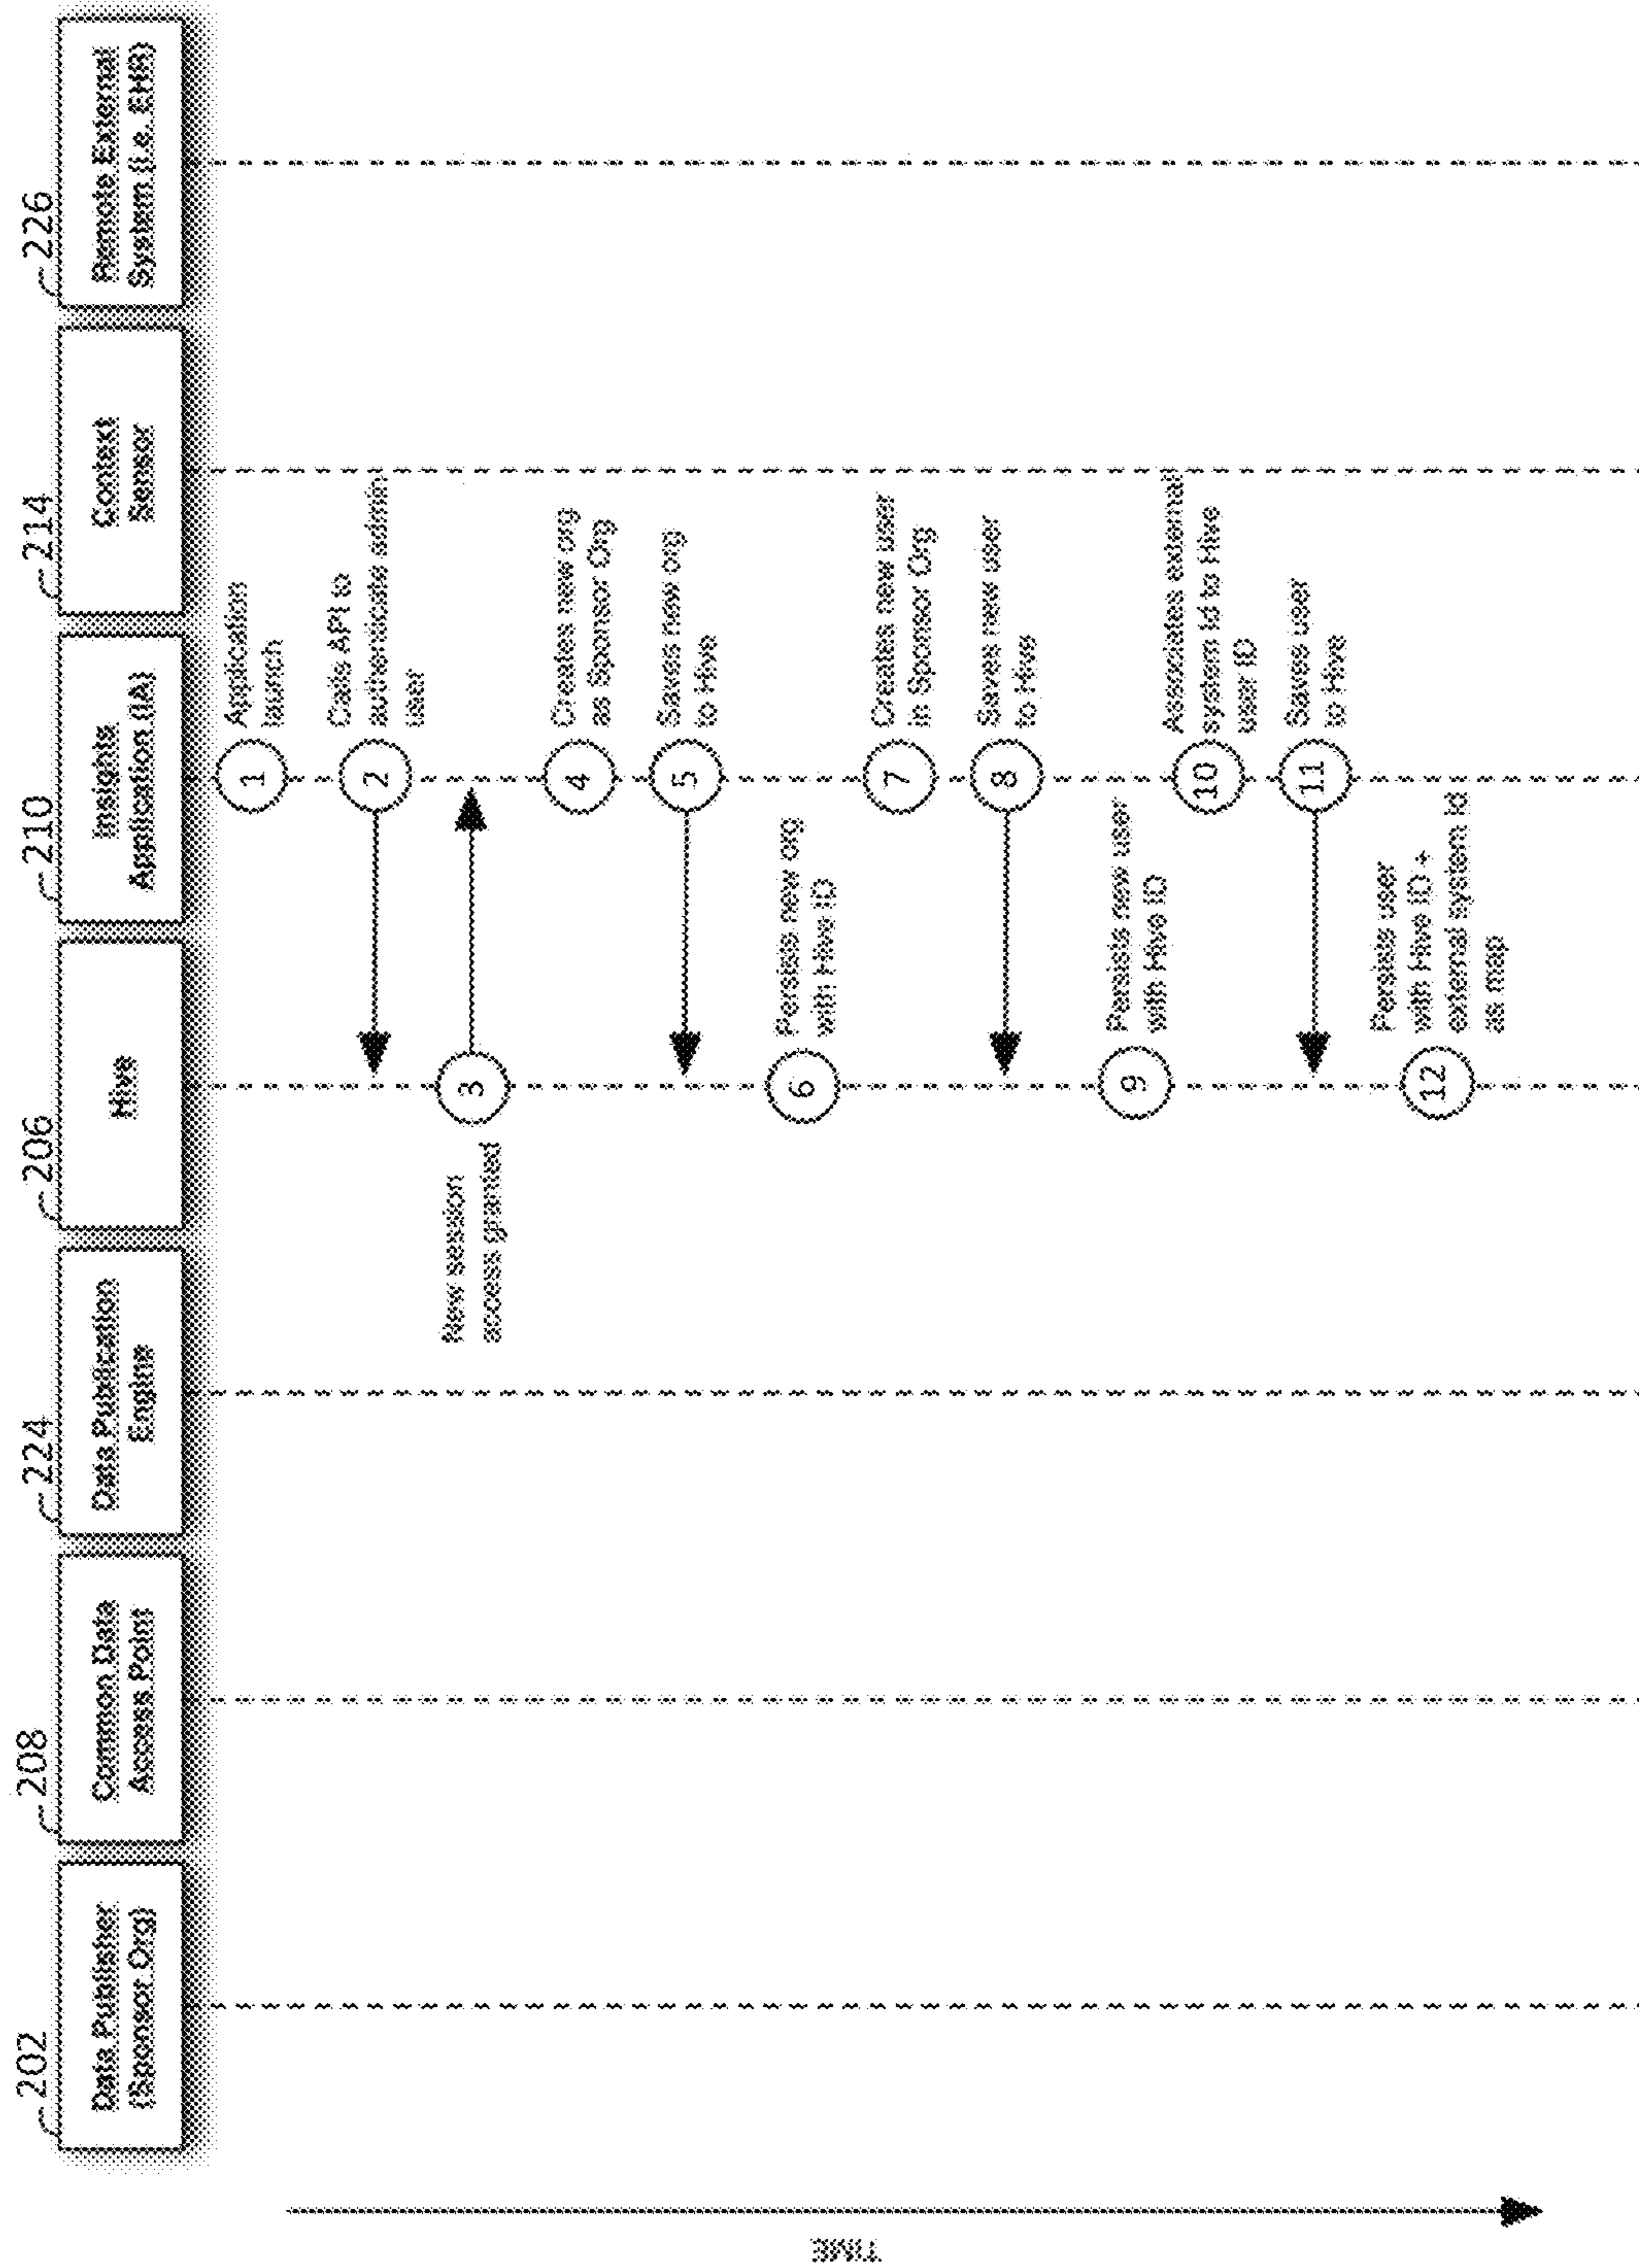 202
Data Publisher
(Sponsor Org)
208
Common Data
Access Point
224
Data Publication
Engine
206
Hive
210
Insights
Application (IA)
214
Context
Sensor
226
Remote External
System (i.e. EHR)
TIME
1
Application
launch
2
Calls API to
authenticate admin
user
New session
access granted
3
4
Creates new org
as Sponsor Org
5
Saves new org
to Hive
6
Persists new org
with Hive ID
7
Creates new user
in Sponsor Org
8
Saves new user
to Hive
9
Persists new user
with Hive ID
10
Associates external
system id to Hive
user ID
11
Saves user
to Hive
12
Persists user
with Hive ID +
external system id
as map